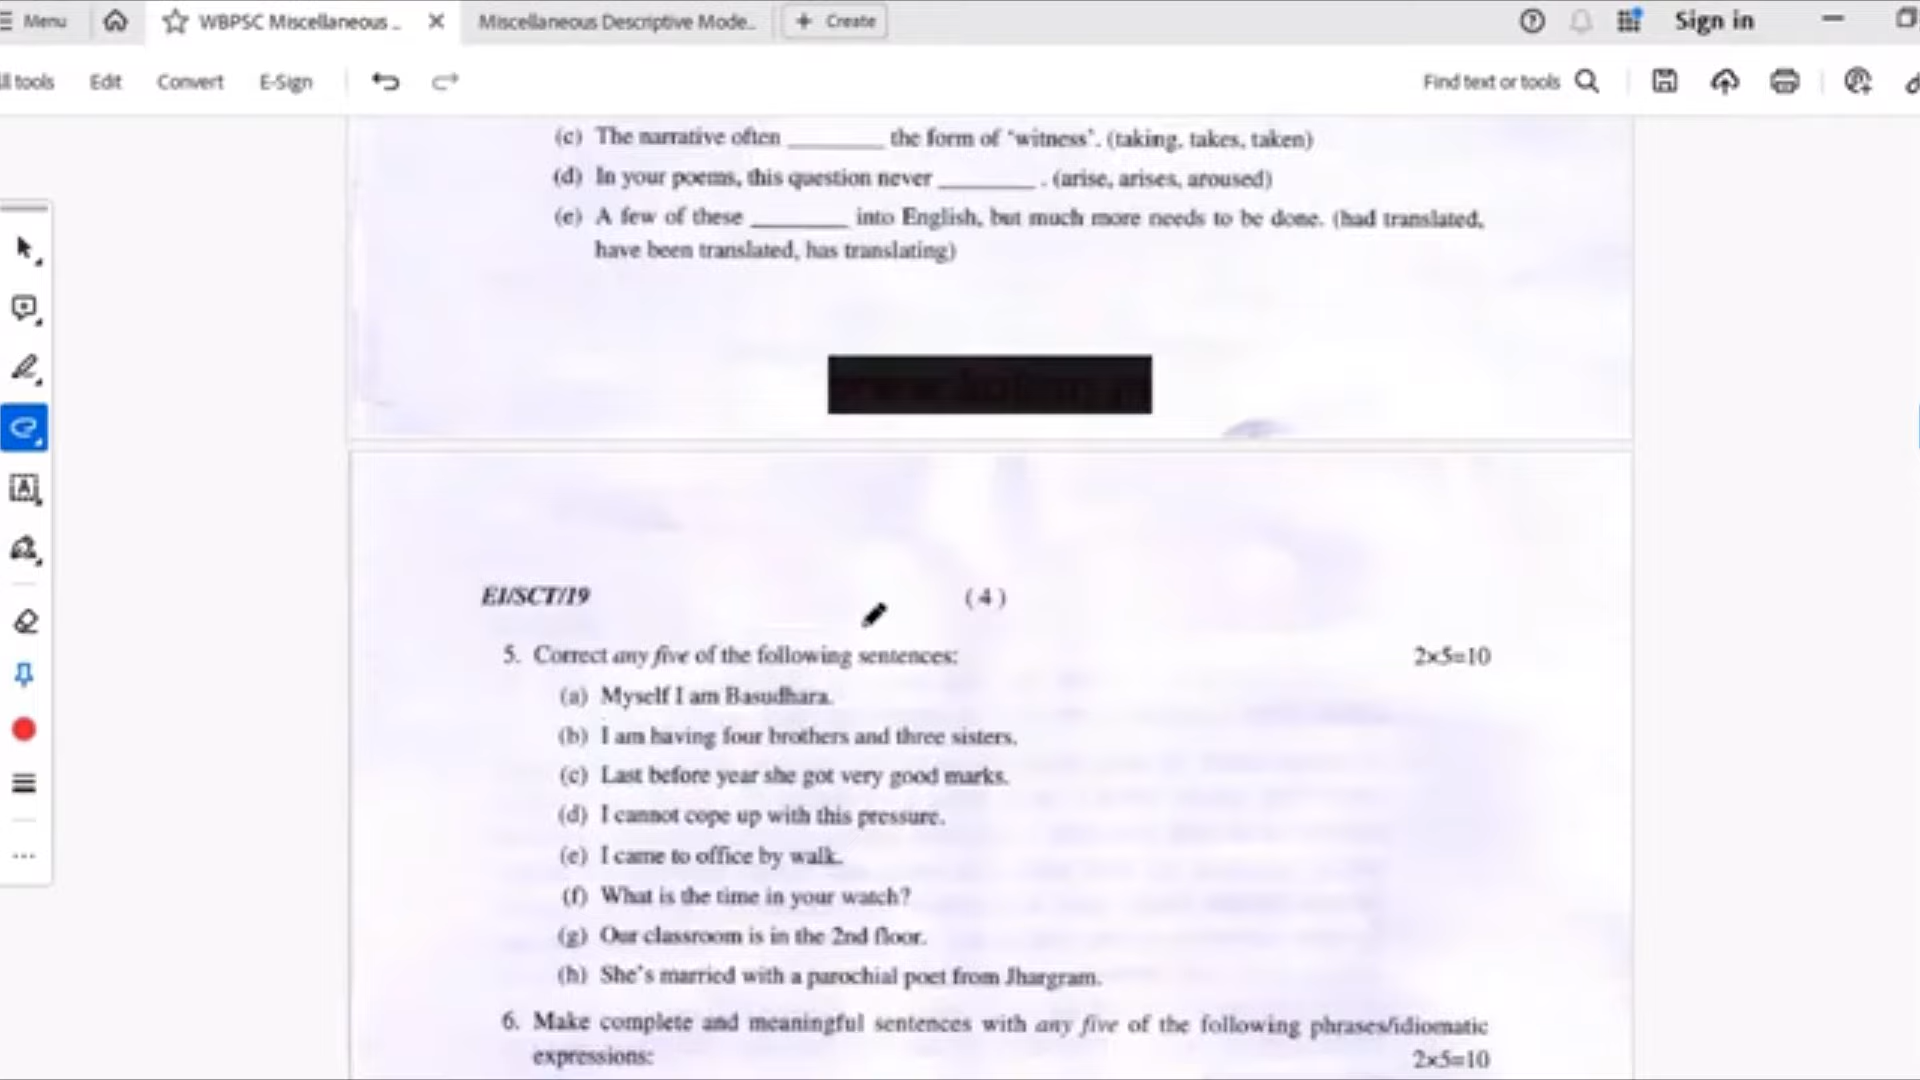 Menu
WBPSC Miscellaneous ..
Miscellaneous Descriptive Mode..
+ Create
Sign in
ll tools
Edit
Convert
E-Sign
Find text or tools
(c) The narrative often ________ the form of ‘witness’. (taking, takes, taken)
(d) In your poems, this question never ________ . (arise, arises, aroused)
(e) A few of these ________ into English, but much more needs to be done. (had translated,
have been translated, has translating)
EI/SCT/19
( 4 )
5. Correct any five of the following sentences: 2×5=10
(a) Myself I am Basudhara.
(b) I am having four brothers and three sisters.
(c) Last before year she got very good marks.
(d) I cannot cope up with this pressure.
(e) I came to office by walk.
(f) What is the time in your watch?
(g) Our classroom is in the 2nd floor.
(h) She’s married with a parochial poet from Jhargram.
6. Make complete and meaningful sentences with any five of the following phrases/idiomatic
expressions: 2×5=10